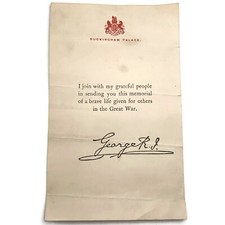 BUCKINGHAM PALACE.
I join with my grateful people
in sending you this memorial
of a brave life given for others
in the Great War.
George R.I.